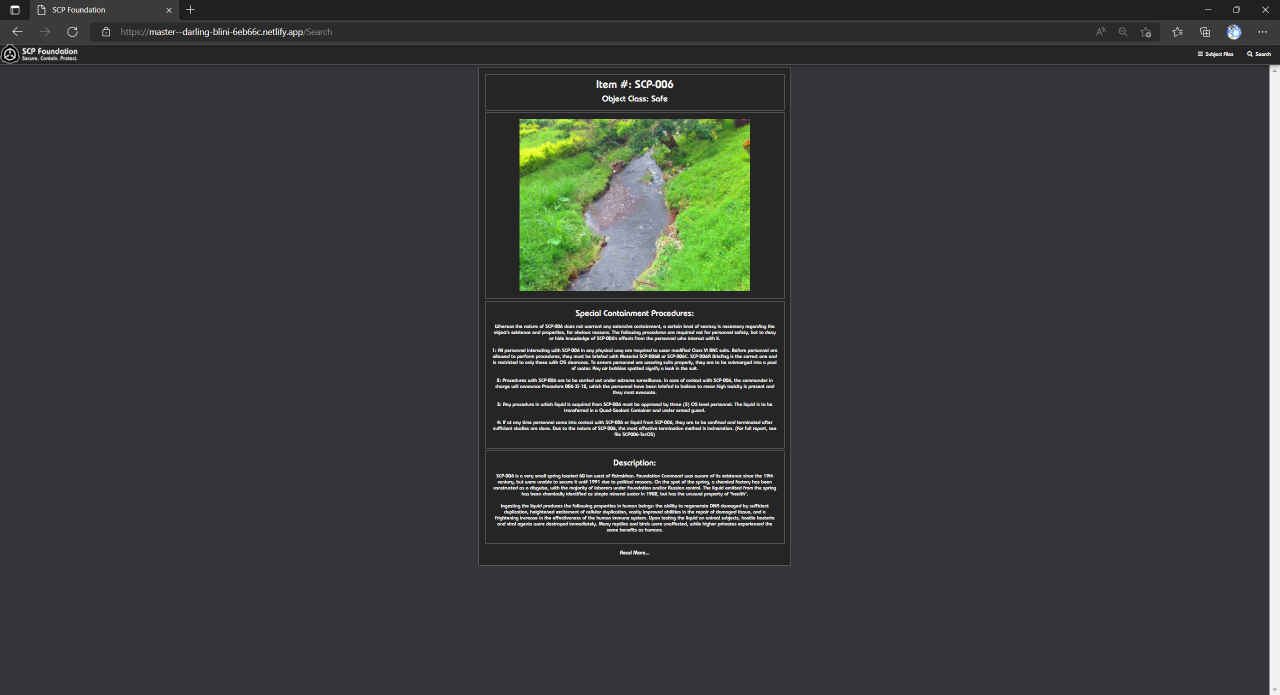 SCP Foundation
https://master--darling-blini-6eb66c.netlify.app/Search
SCP Foundation
Secure. Contain. Protect.
Subject Files
Search
Item #: SCP-006
Object Class: Safe
Special Containment Procedures:
Whereas the nature of SCP-006 does not warrant any extensive containment, a certain level of secrecy is necessary regarding the
object's existence and properties, for obvious reasons. The following procedures are required not for personnel safety, but to deny
or hide knowledge of SCP-006's effects from the personnel who interact with it.
1: All personnel interacting with SCP-006 in any physical way are required to wear modified Class VI BNC suits. Before personnel are
allowed to perform procedures, they must be briefed with Material SCP-006B or SCP-006C. SCP-006A Briefing is the correct one and
is restricted to only those with O5 clearance. To ensure personnel are wearing suits properly, they are to be submerged into a pool
of water. Any air bubbles spotted signify a leak in the suit.
2: Procedures with SCP-006 are to be carried out under extreme surveillance. In case of contact with SCP-006, the commander in
charge will announce Procedure 006-XI-12, which the personnel have been briefed to believe to mean high toxicity is present and
they must evacuate.
3: Any procedure in which liquid is acquired from SCP-006 must be approved by three (3) O5 level personnel. The liquid is to be
transferred in a Quad-Sealant Container and under armed guard.
4: If at any time personnel come into contact with SCP-006 or liquid from SCP-006, they are to be confined and terminated after
sufficient studies are done. Due to the nature of SCP-006, the most effective termination method is incineration. (For full report, see
file SCP006-TerO5)
Description:
SCP-006 is a very small spring located 60 km west of Astrakhan. Foundation Command was aware of its existence since the 19th
century, but were unable to secure it until 1991 due to political reasons. On the spot of the spring, a chemical factory has been
constructed as a disguise, with the majority of laborers under Foundation and/or Russian control. The liquid emitted from the spring
has been chemically identified as simple mineral water in 1902, but has the unusual property of 'health'.
Ingesting the liquid produces the following properties in human beings: the ability to regenerate DNA damaged by sufficient
duplication, heightened excitement of cellular duplication, vastly improved abilities in the repair of damaged tissue, and a
frightening increase in the effectiveness of the human immune system. Upon testing the liquid on animal subjects, hostile bacteria
and viral agents were destroyed immediately. Many reptiles and birds were unaffected, while higher primates experienced the
same benefits as humans.
Read More...